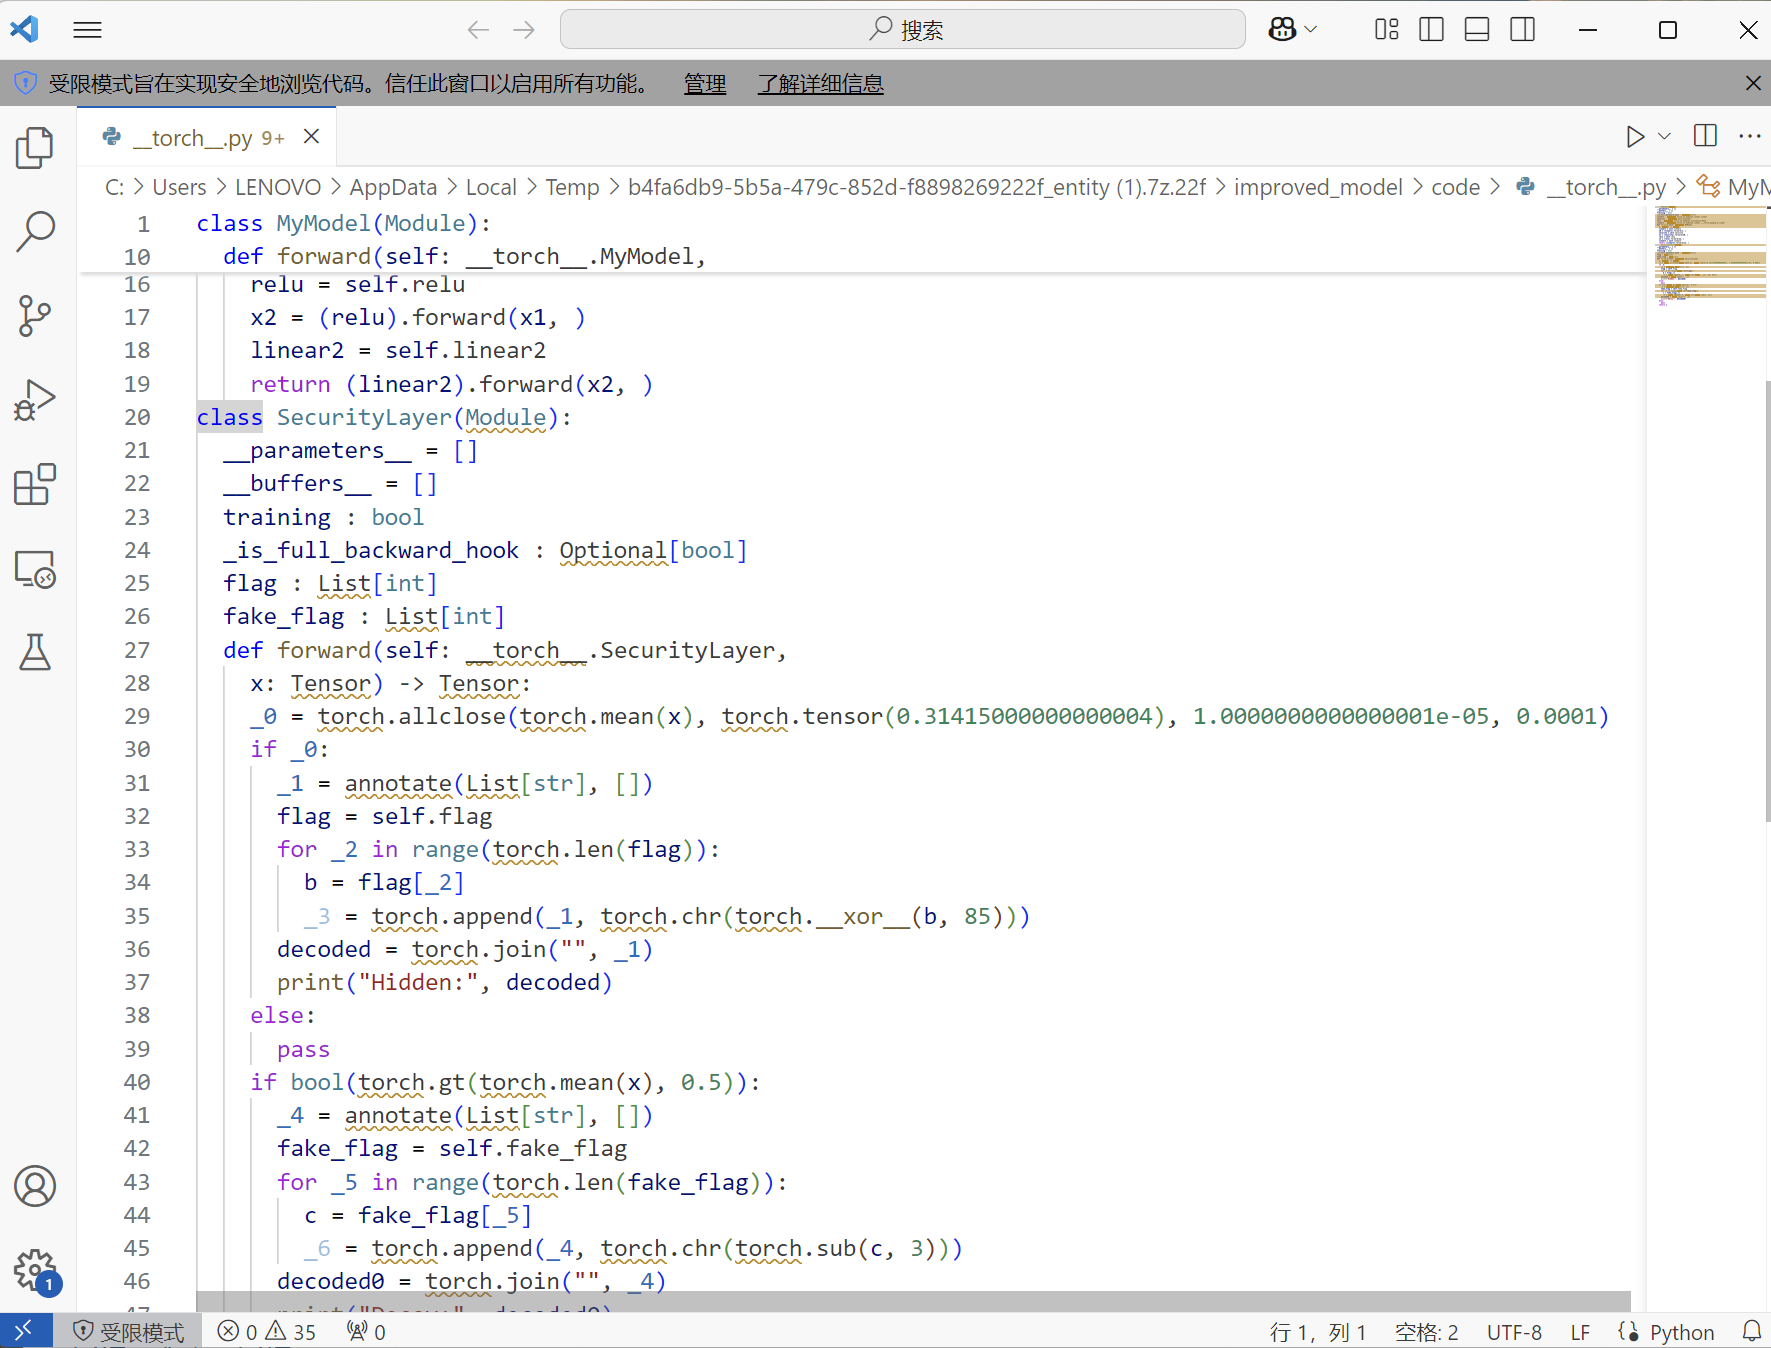 搜索
受限模式旨在实现安全地浏览代码。信任此窗口以启用所有功能。 管理 了解详细信息
__torch__.py 9+
C: > Users > LENOVO > AppData > Local > Temp > b4fa6db9-5b5a-479c-852d-f8898269222f_entity (1).7z.22f > improved_model > code > __torch__.py > MyM
1 class MyModel(Module):
10 def forward(self: __torch__.MyModel,
16 relu = self.relu
17 x2 = (relu).forward(x1, )
18 linear2 = self.linear2
19 return (linear2).forward(x2, )
20 class SecurityLayer(Module):
21 __parameters__ = []
22 __buffers__ = []
23 training : bool
24 _is_full_backward_hook : Optional[bool]
25 flag : List[int]
26 fake_flag : List[int]
27 def forward(self: __torch__.SecurityLayer,
28 x: Tensor) -> Tensor:
29 _0 = torch.allclose(torch.mean(x), torch.tensor(0.31415000000000004), 1.0000000000000001e-05, 0.0001)
30 if _0:
31 _1 = annotate(List[str], [])
32 flag = self.flag
33 for _2 in range(torch.len(flag)):
34 b = flag[_2]
35 _3 = torch.append(_1, torch.chr(torch.__xor__(b, 85)))
36 decoded = torch.join("", _1)
37 print("Hidden:", decoded)
38 else:
39 pass
40 if bool(torch.gt(torch.mean(x), 0.5)):
41 _4 = annotate(List[str], [])
42 fake_flag = self.fake_flag
43 for _5 in range(torch.len(fake_flag)):
44 c = fake_flag[_5]
45 _6 = torch.append(_4, torch.chr(torch.sub(c, 3)))
46 decoded0 = torch.join("", _4)
1
受限模式 0 35 0 行 1，列 1 空格: 2 UTF-8 LF Python